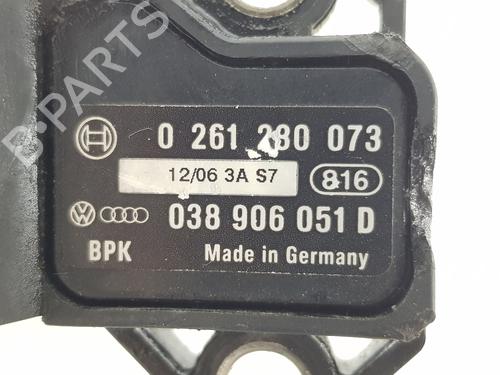 0 261 230 073
12/06 3A S7 816
038 906 051 D
BPK Made in Germany
B-PARTS